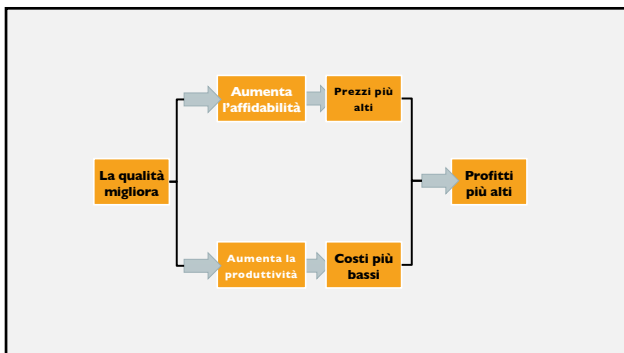 Aumenta
l'affidabilità
Prezzi più
alti
La qualità
migliora
Profitti
più alti
Aumenta la
produttività
Costi più
bassi